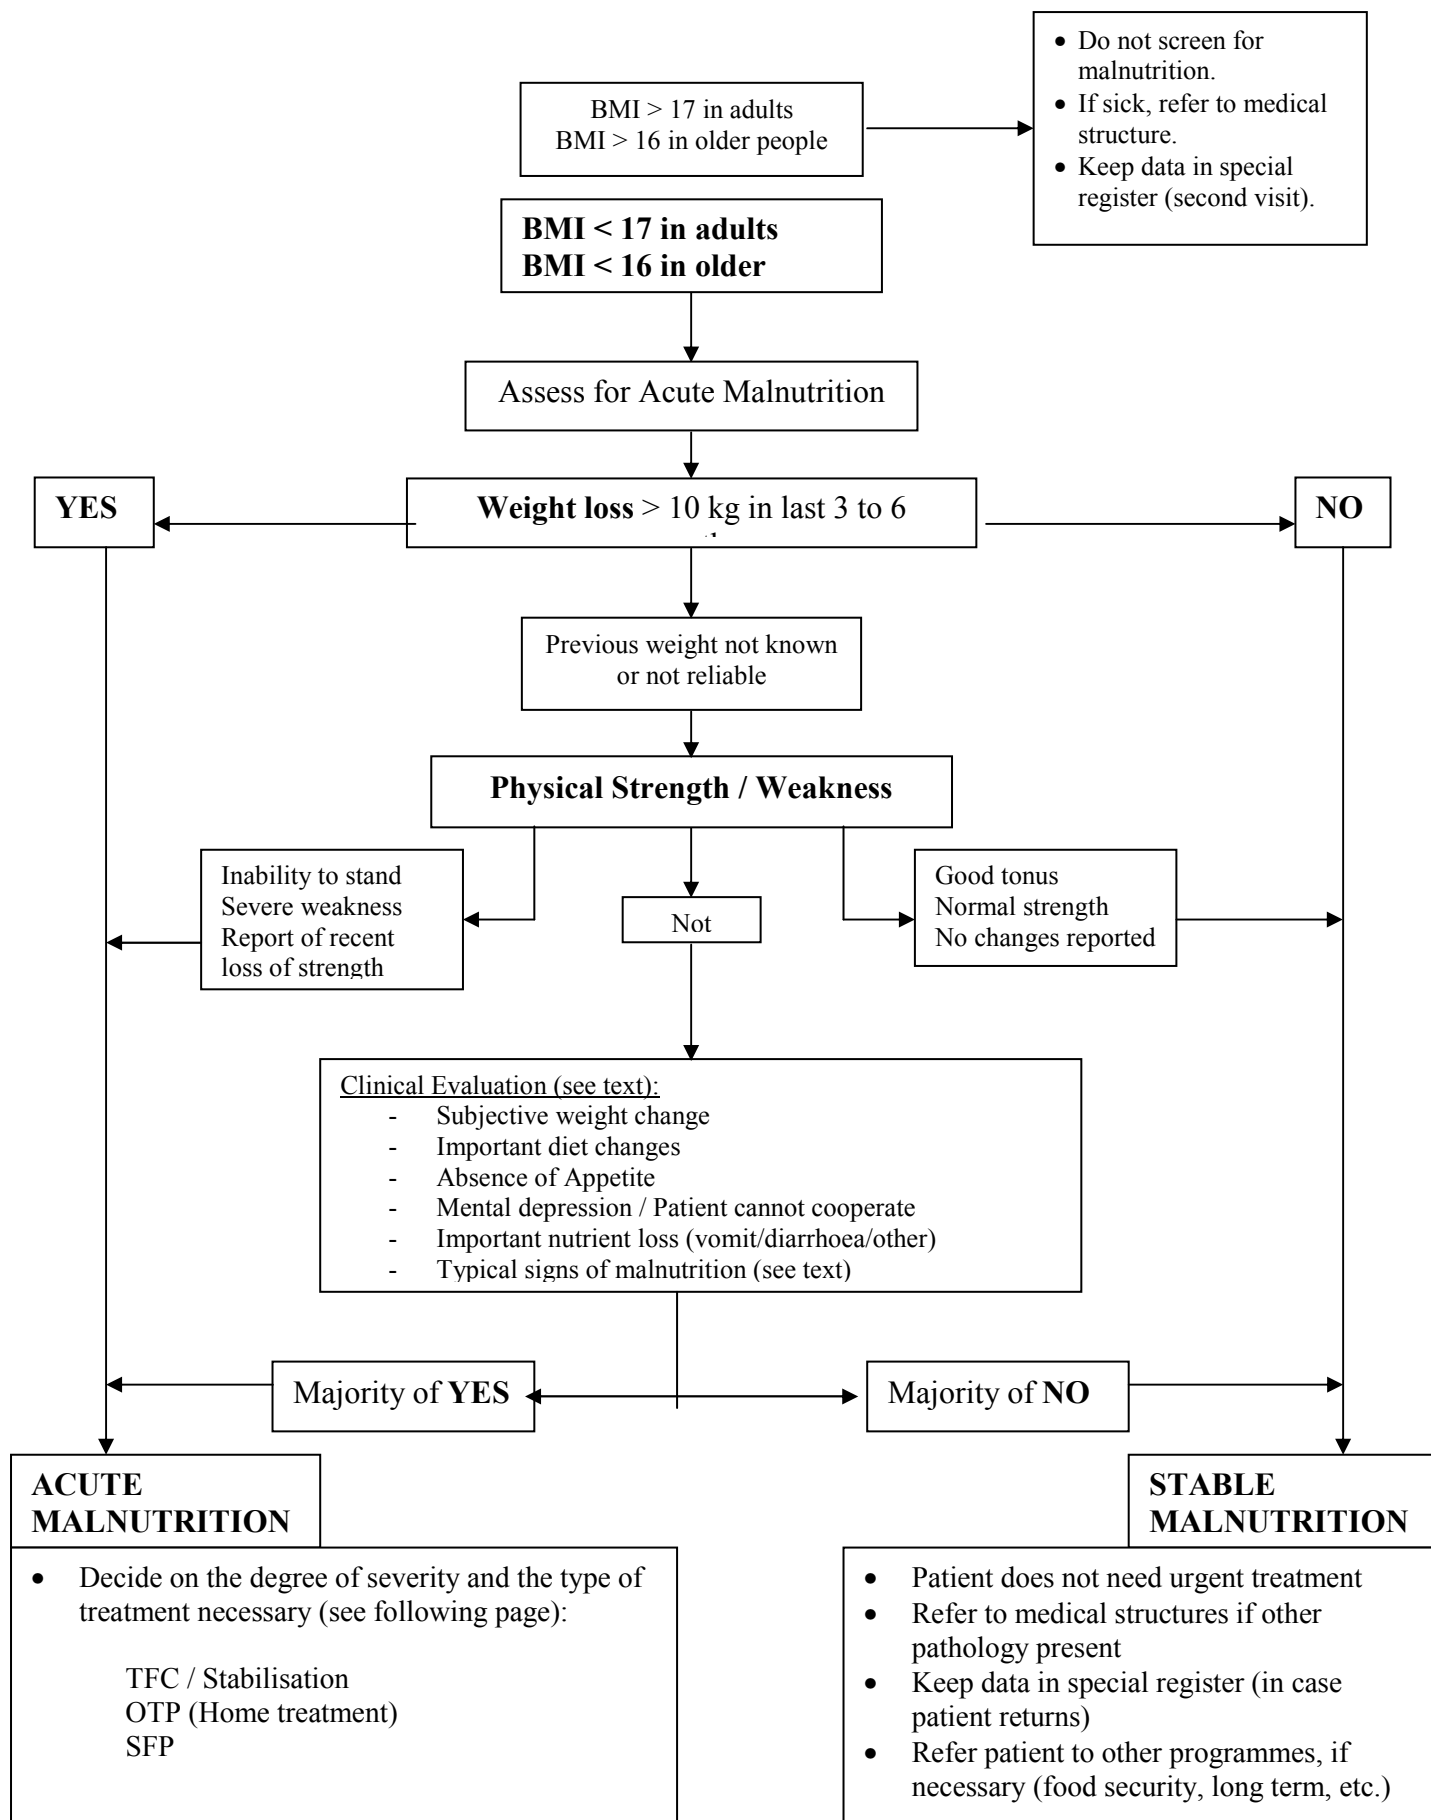 • Do not screen for
malnutrition.
• If sick, refer to medical
structure.
• Keep data in special
register (second visit).
BMI > 17 in adults
BMI > 16 in older people
BMI < 17 in adults
BMI < 16 in older
Assess for Acute Malnutrition
YES
Weight loss > 10 kg in last 3 to 6
NO
Previous weight not known
or not reliable
Physical Strength / Weakness
Inability to stand
Severe weakness
Report of recent
loss of strength
Not
Good tonus
Normal strength
No changes reported
Clinical Evaluation (see text):
- Subjective weight change
- Important diet changes
- Absence of Appetite
- Mental depression / Patient cannot cooperate
- Important nutrient loss (vomit/diarrhoea/other)
- Typical signs of malnutrition (see text)
Majority of YES
Majority of NO
ACUTE
MALNUTRITION
• Decide on the degree of severity and the type of
treatment necessary (see following page):
TFC / Stabilisation
OTP (Home treatment)
SFP
STABLE
MALNUTRITION
• Patient does not need urgent treatment
• Refer to medical structures if other
pathology present
• Keep data in special register (in case
patient returns)
• Refer patient to other programmes, if
necessary (food security, long term, etc.)